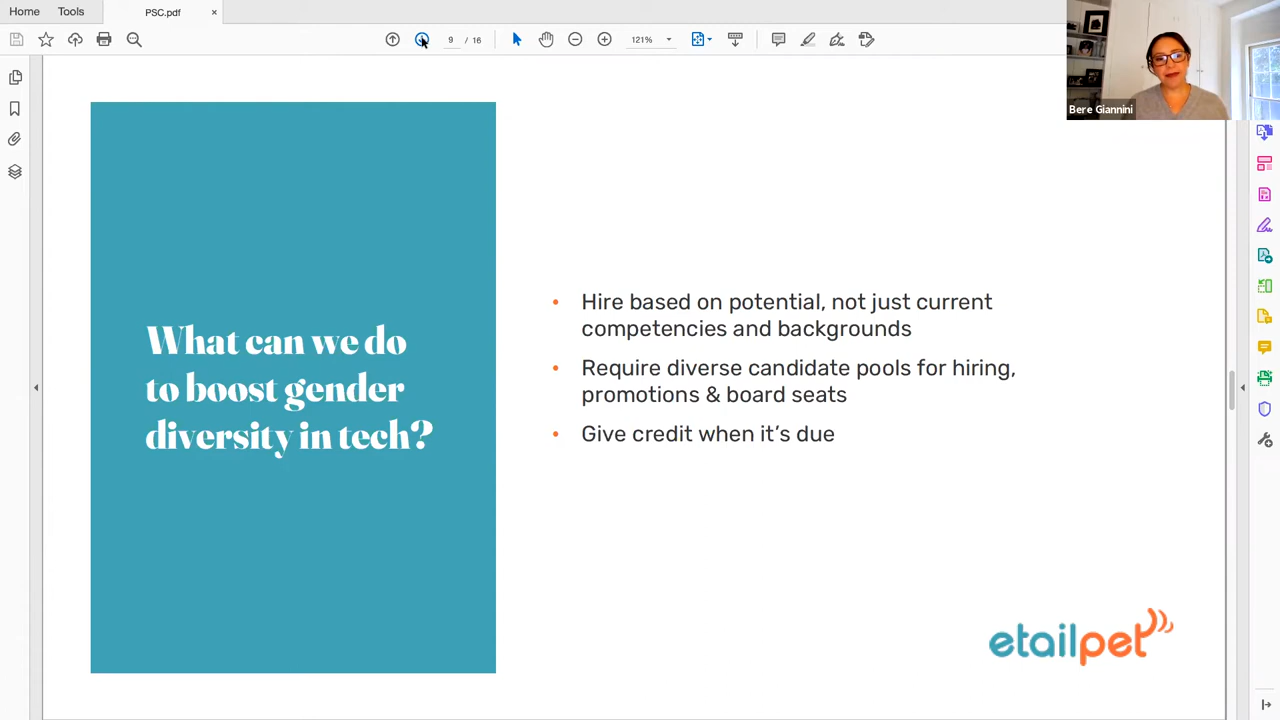 Home Tools PSC.pdf ×
9 / 16 121%
Bere Giannini
What can we do
to boost gender
diversity in tech?
• Hire based on potential, not just current
competencies and backgrounds
• Require diverse candidate pools for hiring,
promotions & board seats
• Give credit when it’s due
etailpet